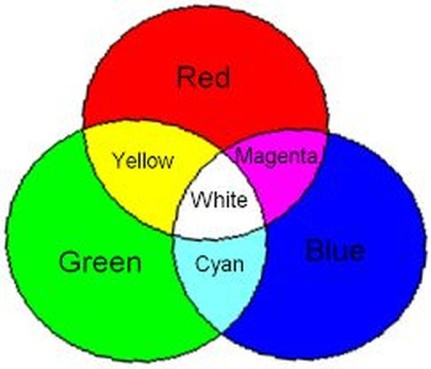 Red
Yellow
Magenta
White
Green
Cyan
Blue